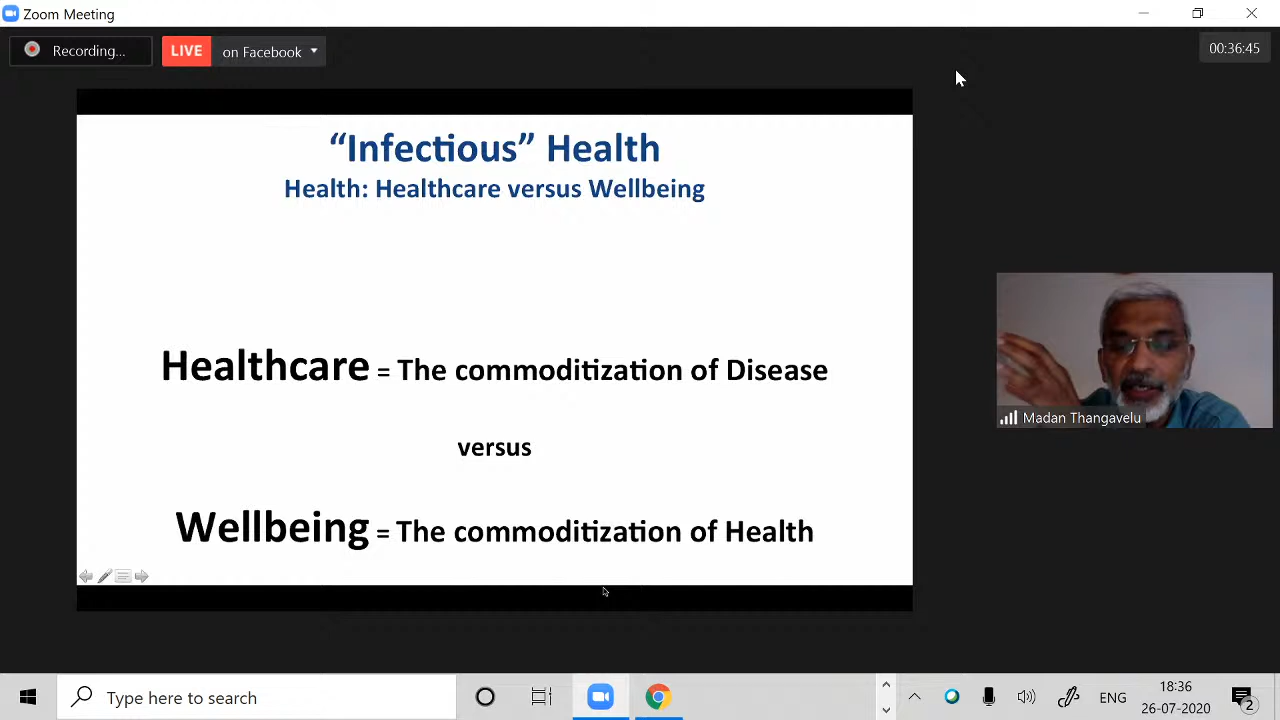 Zoom Meeting
Recording...
LIVE on Facebook
00:36:45
“Infectious” Health
Health: Healthcare versus Wellbeing
Healthcare = The commoditization of Disease
versus
Wellbeing = The commoditization of Health
Madan Thangavelu
Type here to search
ENG
18:36
26-07-2020
2